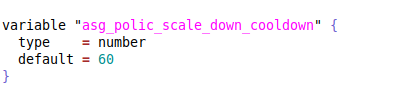 variable "asg_polic_scale_down_cooldown" {
  type    = number
  default = 60
}